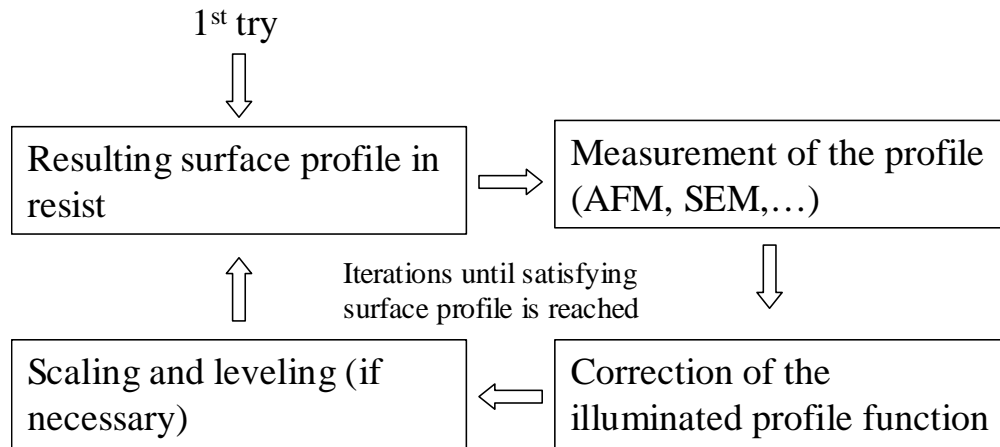 1st try
Resulting surface profile in
resist
Measurement of the profile
(AFM, SEM,…)
Iterations until satisfying
surface profile is reached
Scaling and leveling (if
necessary)
Correction of the
illuminated profile function